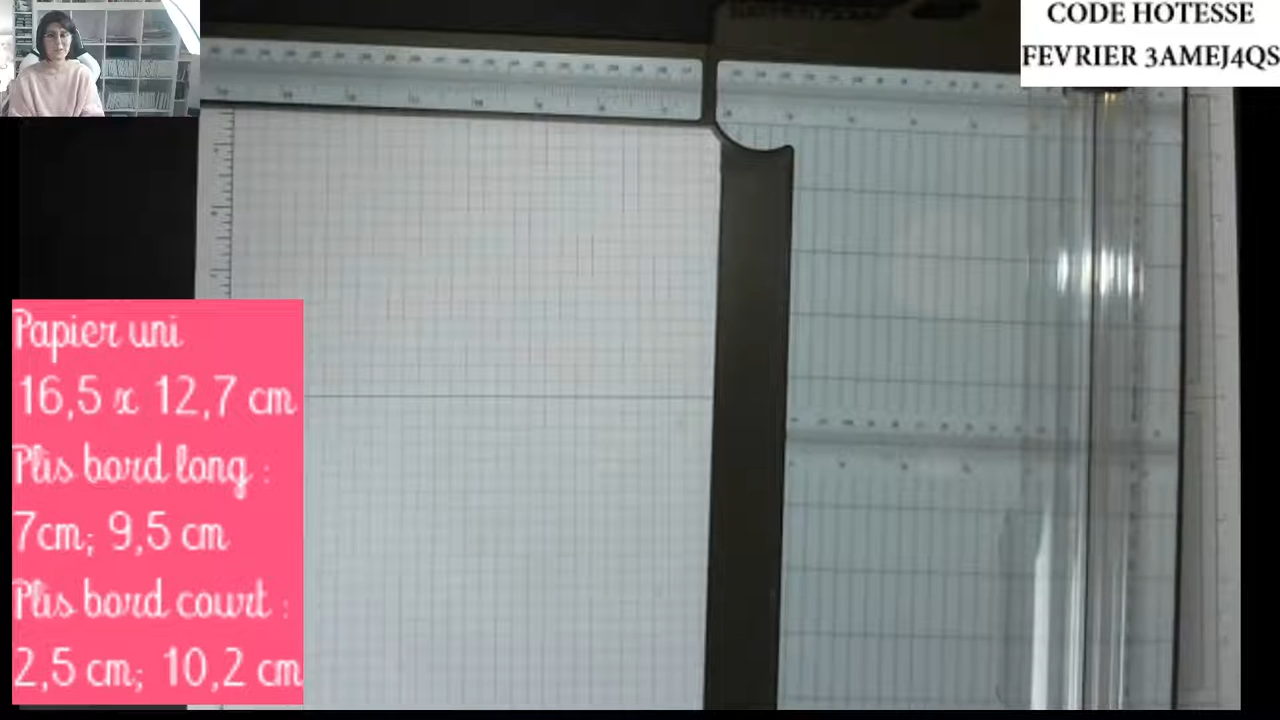 CODE HOTESSE
FEVRIER 3AMEJ4QS
Papier uni
16,5 x 12,7 cm
Plis bord long :
7cm; 9,5 cm
Plis bord court :
2,5 cm; 10,2 cm